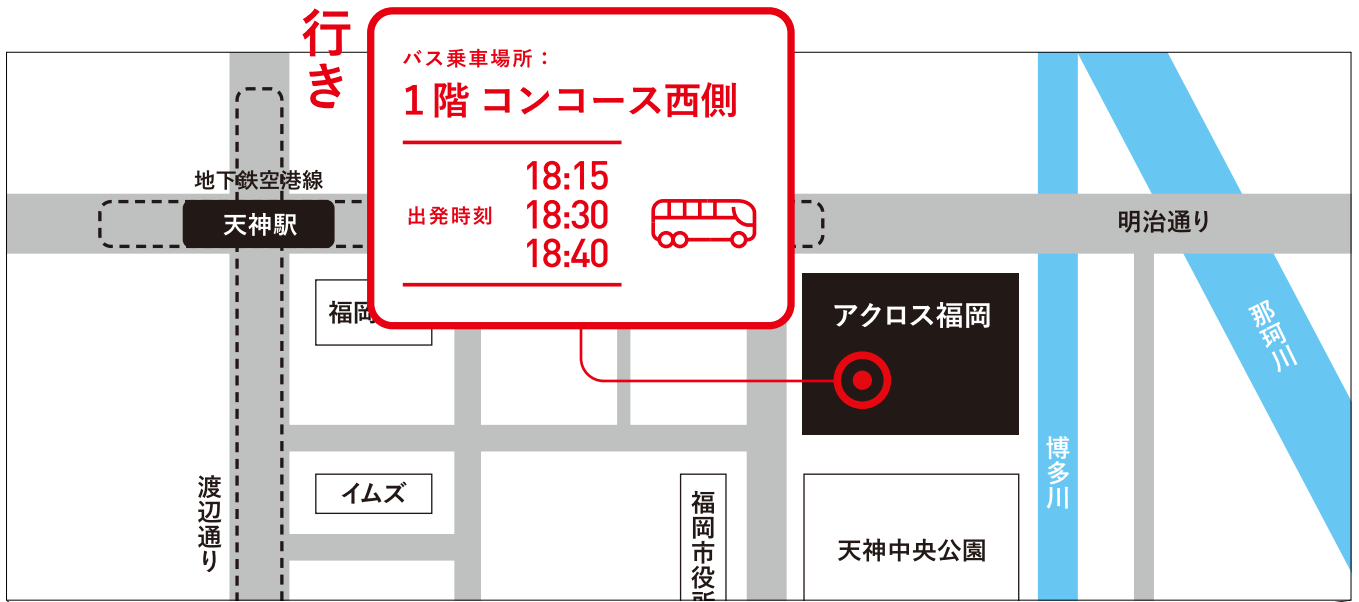 行き
バス乗車場所：
1階 コンコース西側
出発時刻
18:15
18:30
18:40
地下鉄空港線
天神駅
明治通り
福岡
アクロス福岡
那珂川
博多川
イムズ
渡辺通り
福岡市役所
天神中央公園